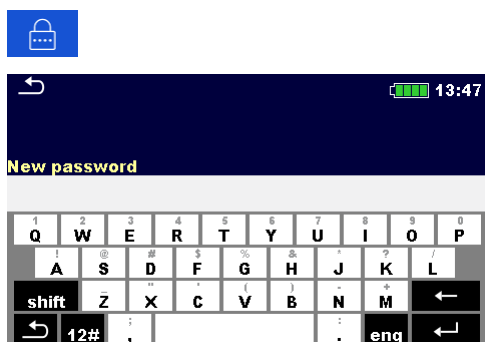 13:47
New password
1 2 3 4 5 6 7 8 9 0
Q W E R T Y U I O P
! @ # $ % & * ? /
A S D F G H J K L
" ' ( ) - +
shift Z X C V B N M ←
; :
12# , . eng